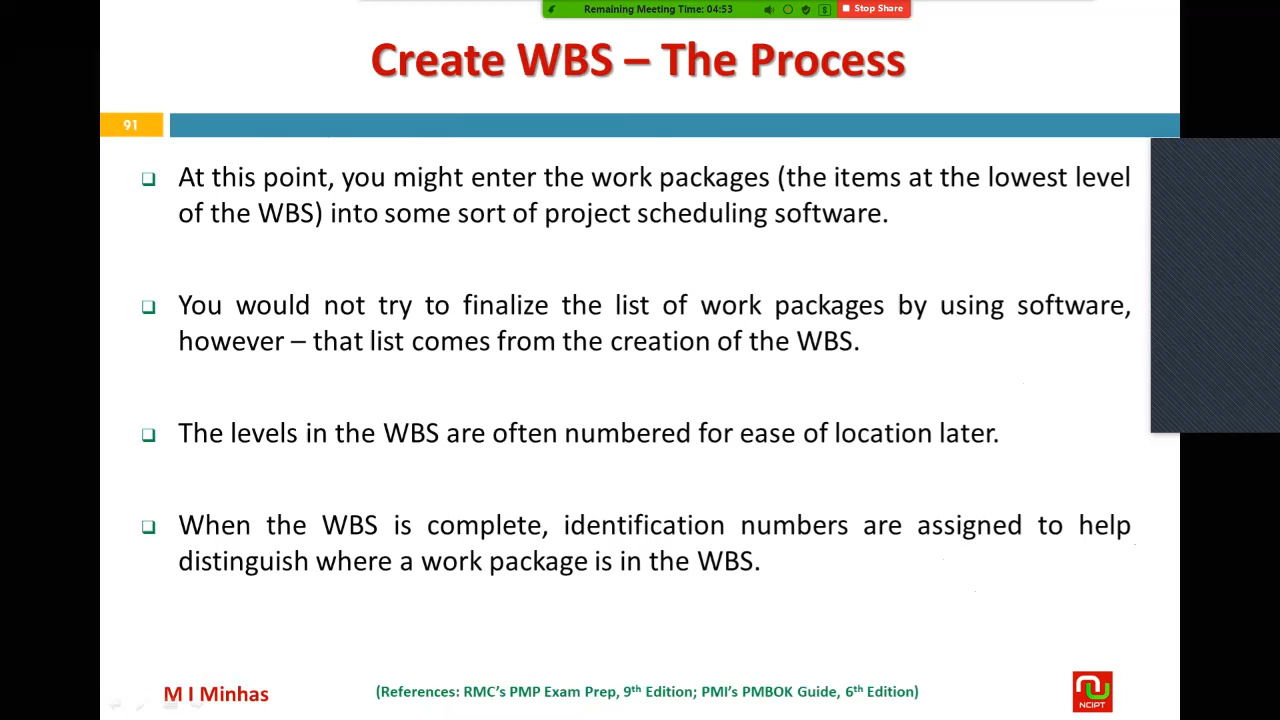 Remaining Meeting Time: 04:53
Stop Share
Create WBS – The Process
91
❑ At this point, you might enter the work packages (the items at the lowest level
of the WBS) into some sort of project scheduling software.
❑ You would not try to finalize the list of work packages by using software,
however – that list comes from the creation of the WBS.
❑ The levels in the WBS are often numbered for ease of location later.
❑ When the WBS is complete, identification numbers are assigned to help
distinguish where a work package is in the WBS.
M I Minhas
(References: RMC's PMP Exam Prep, 9th Edition; PMI's PMBOK Guide, 6th Edition)
NCIPT